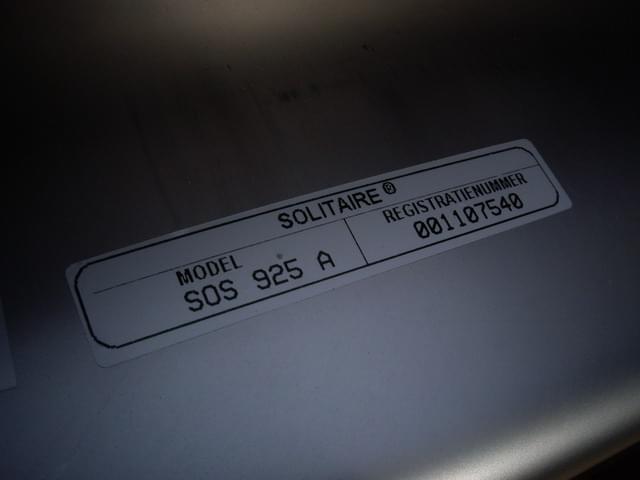 SOLITAIRE®
MODEL
SOS 925 A
REGISTRATIENUMMER
001107540